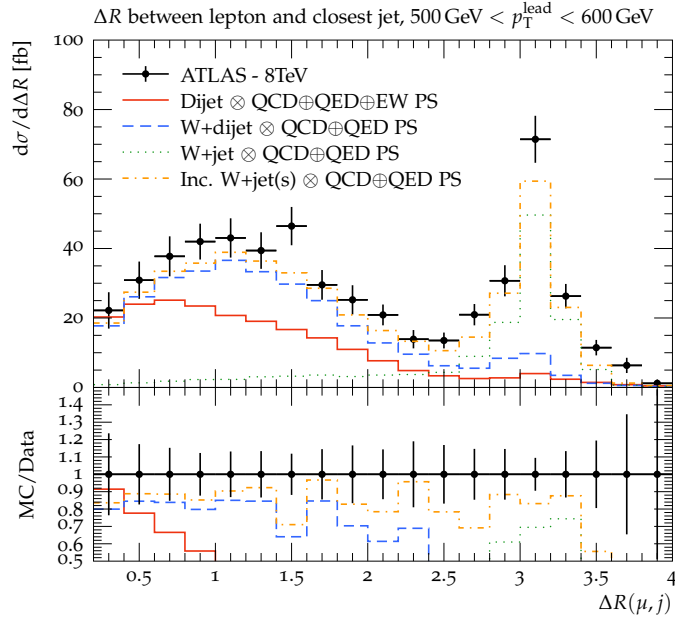 ΔR between lepton and closest jet, 500 GeV < p_T^lead < 600 GeV
dσ/dΔR [fb]
100
80
60
40
20
0
ATLAS - 8TeV
Dijet ⊗ QCD⊕QED⊕EW PS
W+dijet ⊗ QCD⊕QED PS
W+jet ⊗ QCD⊕QED PS
Inc. W+jet(s) ⊗ QCD⊕QED PS
MC/Data
1.4
1.3
1.2
1.1
1
0.9
0.8
0.7
0.6
0.5
0.5 1 1.5 2 2.5 3 3.5 4
ΔR(μ, j)